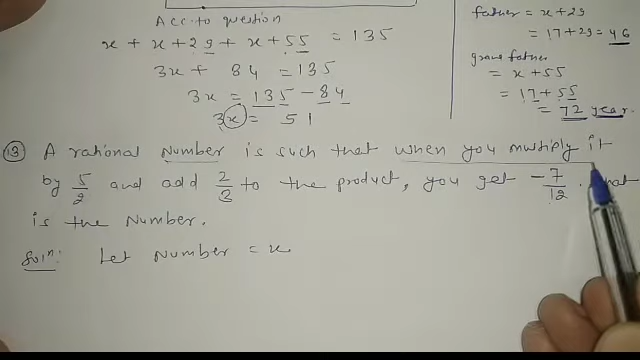 Acc. to question
x + x + 29 + x + 55 = 135
3x + 84 = 135
3x = 135 - 84
3x = 51
father = x + 29
= 17 + 29 = 46
grand father
= x + 55
= 17 + 55
= 72 year.
13 A rational Number is such that when you multiply it
by 5/2 and add 2/3 to the product, you get -7/12.
is the Number.
Solⁿ: Let Number = x